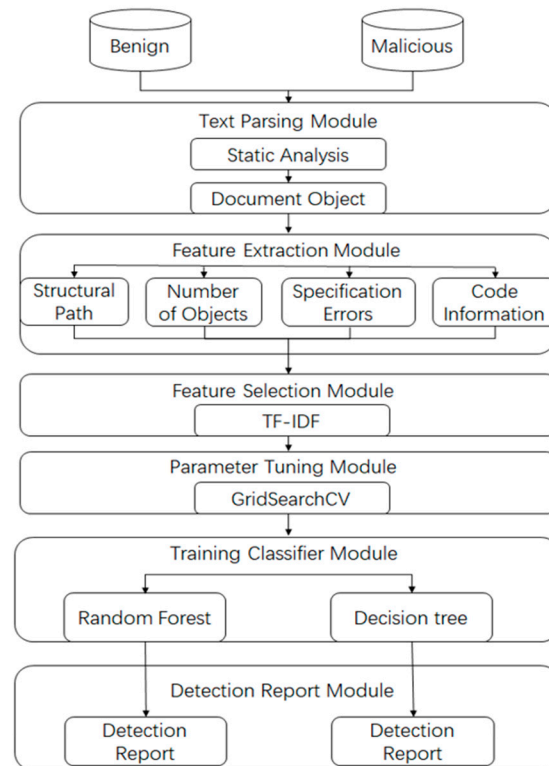 Benign
Malicious
Text Parsing Module
Static Analysis
Document Object
Feature Extraction Module
Structural
Path
Number
of Objects
Specification
Errors
Code
Information
Feature Selection Module
TF-IDF
Parameter Tuning Module
GridSearchCV
Training Classifier Module
Random Forest
Decision tree
Detection Report Module
Detection
Report
Detection
Report